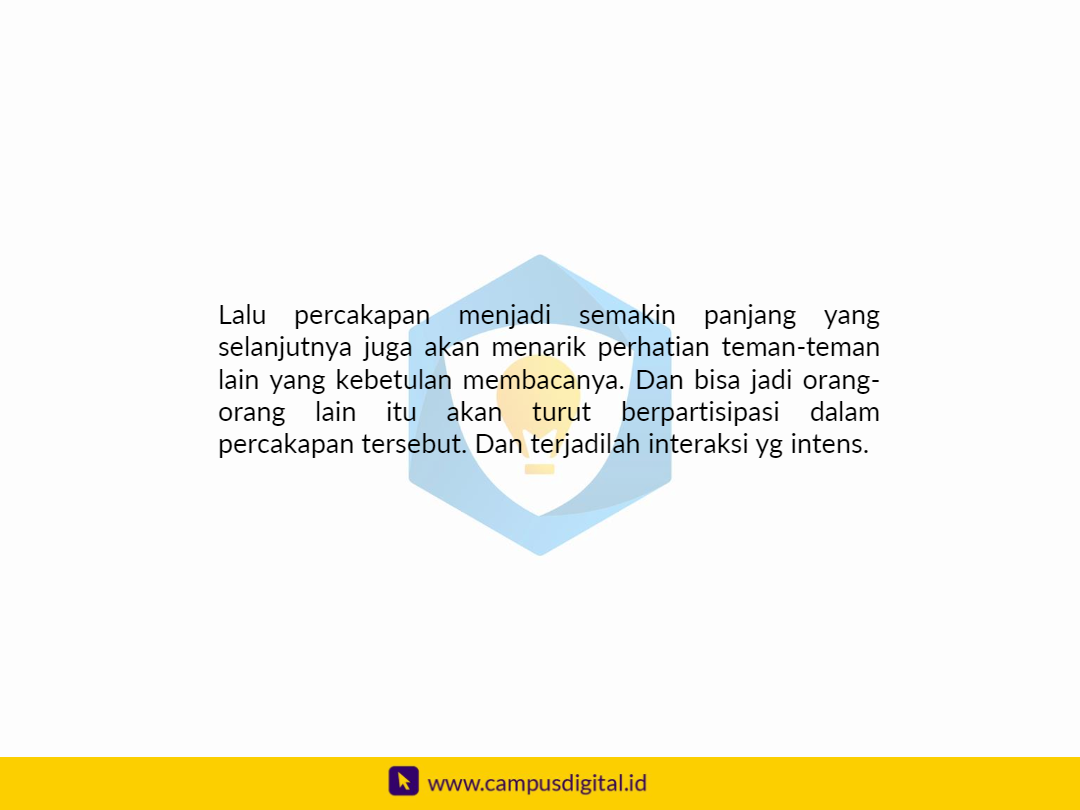 Lalu percakapan menjadi semakin panjang yang
selanjutnya juga akan menarik perhatian teman-teman
lain yang kebetulan membacanya. Dan bisa jadi orang-
orang lain itu akan turut berpartisipasi dalam
percakapan tersebut. Dan terjadilah interaksi yg intens.
www.campusdigital.id